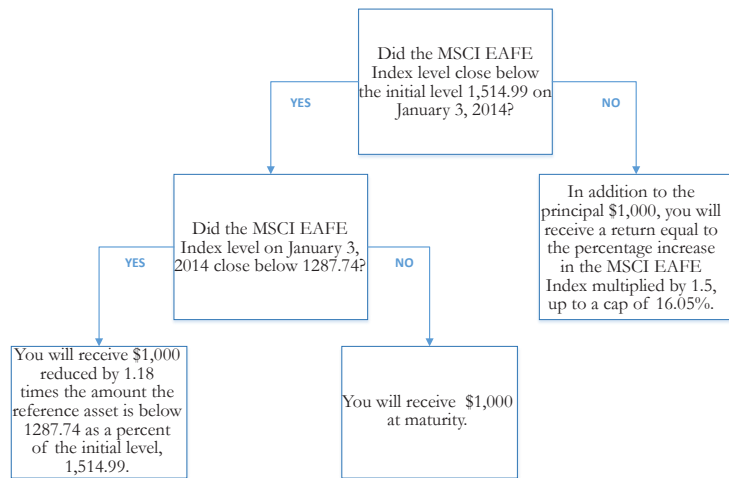 Did the MSCI EAFE
Index level close below
the initial level 1,514.99 on
January 3, 2014?
YES
NO
Did the MSCI EAFE
Index level on January 3,
2014 close below 1287.74?
In addition to the
principal $1,000, you will
receive a return equal to
the percentage increase
in the MSCI EAFE
Index multiplied by 1.5,
up to a cap of 16.05%.
YES
NO
You will receive $1,000
reduced by 1.18
times the amount the
reference asset is below
1287.74 as a percent
of the initial level,
1,514.99.
You will receive $1,000
at maturity.